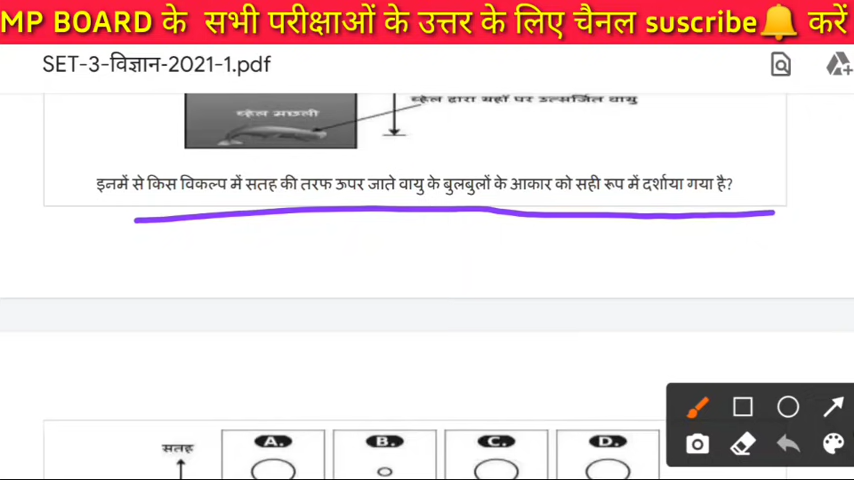 MP BOARD के सभी परीक्षाओं के उत्तर के लिए चैनल suscribe🔔 करें
SET-3-विज्ञान-2021-1.pdf
व्हेल द्वारा यहाँ पर उत्सर्जित वायु
व्हेल मछली
इनमें से किस विकल्प में सतह की तरफ ऊपर जाते वायु के बुलबुलों के आकार को सही रूप में दर्शाया गया है?
सतह A. B. C. D.